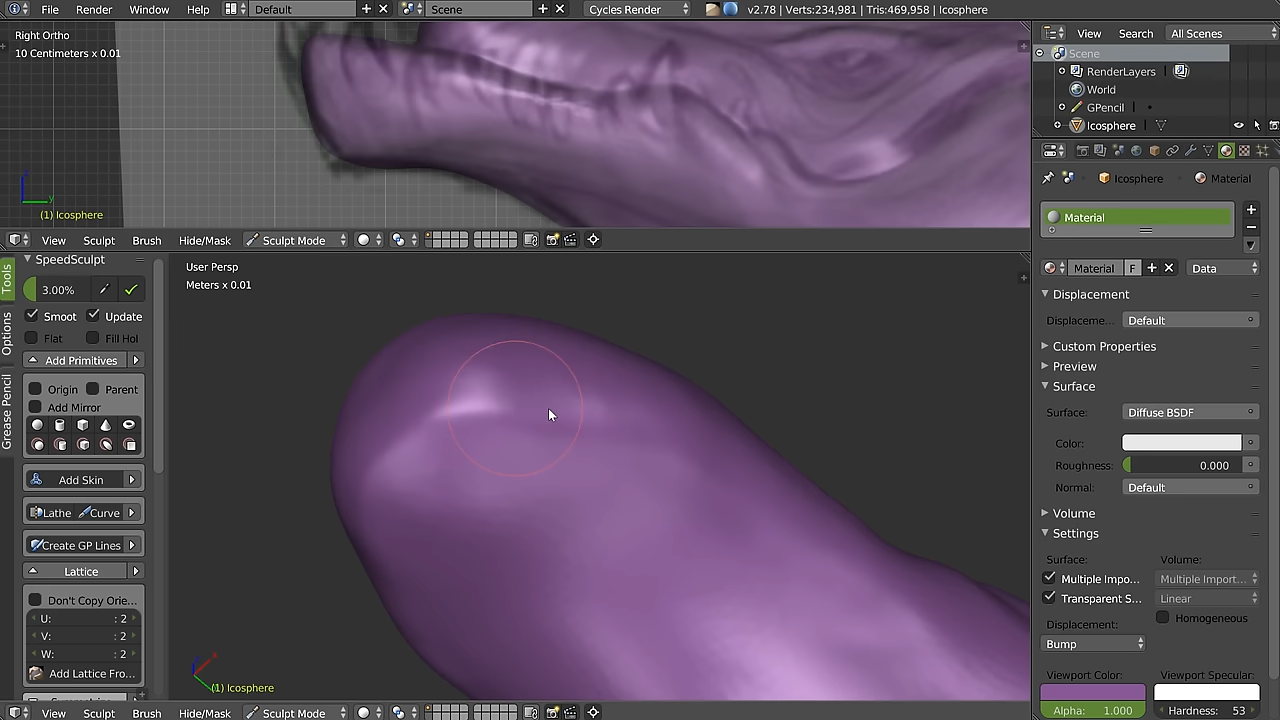 File Render Window Help Default Scene Cycles Render v2.78 | Verts:234,981 | Tris:469,958 | Icosphere
Right Ortho
10 Centimeters x 0.01
(1) Icosphere
View Sculpt Brush Hide/Mask Sculpt Mode
View Search All Scenes
Scene
RenderLayers
World
GPencil
Icosphere
Icosphere Material
Material
Material F Data
Displacement
Displaceme... Default
Custom Properties
Preview
Surface
Surface: Diffuse BSDF
Color:
Roughness: 0.000
Normal: Default
Volume
Settings
Surface: Volume:
Multiple Impo... Multiple Import...
Transparent S... Linear
Homogeneous
Displacement:
Bump
Viewport Color: Viewport Specular:
Alpha: 1.000 Hardness: 53
Tools
Options
Grease Pencil
SpeedSculpt
3.00%
Smoot Update
Flat Fill Hol
Add Primitives
Origin Parent
Add Mirror
Add Skin
Lathe Curve
Create GP Lines
Lattice
Don't Copy Orie...
U: : 2
V: : 2
W: : 2
Add Lattice Fro...
User Persp
Meters x 0.01
(1) Icosphere
View Sculpt Brush Hide/Mask Sculpt Mode